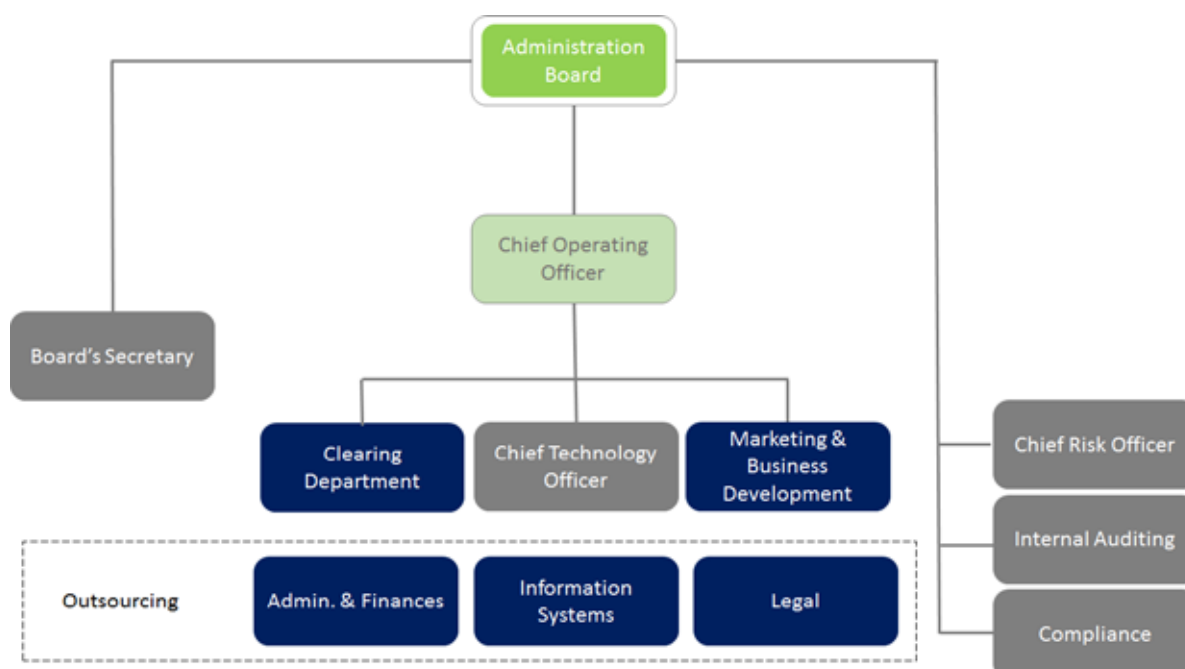 Administration
Board
Chief Operating
Officer
Board's Secretary
Clearing
Department
Chief Technology
Officer
Marketing &
Business
Development
Chief Risk Officer
Internal Auditing
Compliance
Outsourcing
Admin. & Finances
Information
Systems
Legal